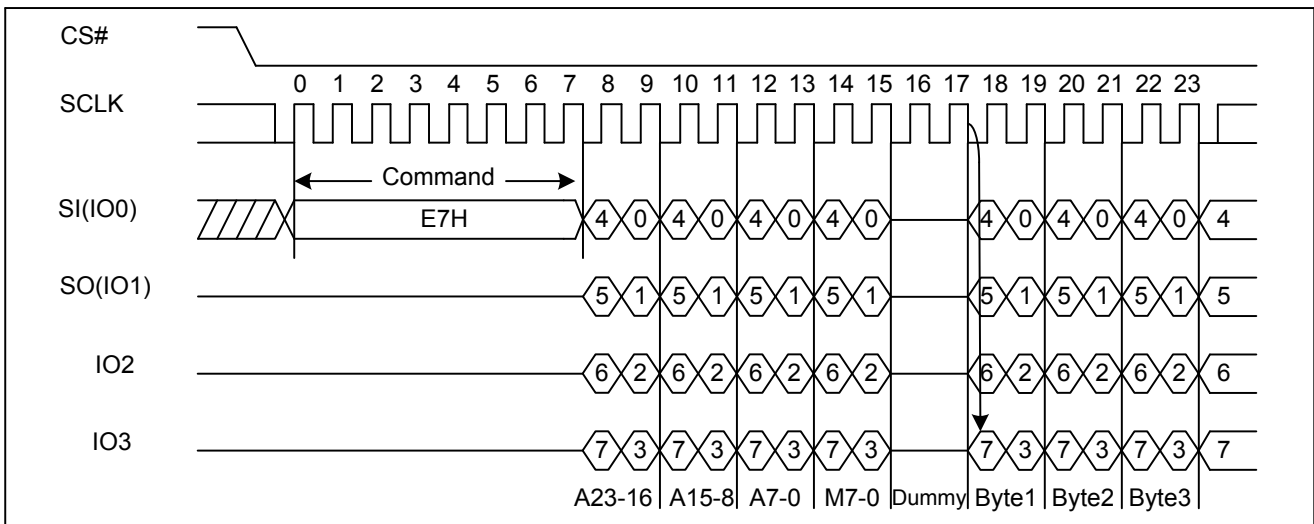 CS#
0 1 2 3 4 5 6 7 8 9 10 11 12 13 14 15 16 17 18 19 20 21 22 23
SCLK
Command
SI(IO0) E7H 4 0 4 0 4 0 4 0 4 0 4 0 4 0 4
SO(IO1) 5 1 5 1 5 1 5 1 5 1 5 1 5 1 5
IO2 6 2 6 2 6 2 6 2 6 2 6 2 6 2 6
IO3 7 3 7 3 7 3 7 3 7 3 7 3 7 3 7
A23-16 A15-8 A7-0 M7-0 Dummy Byte1 Byte2 Byte3